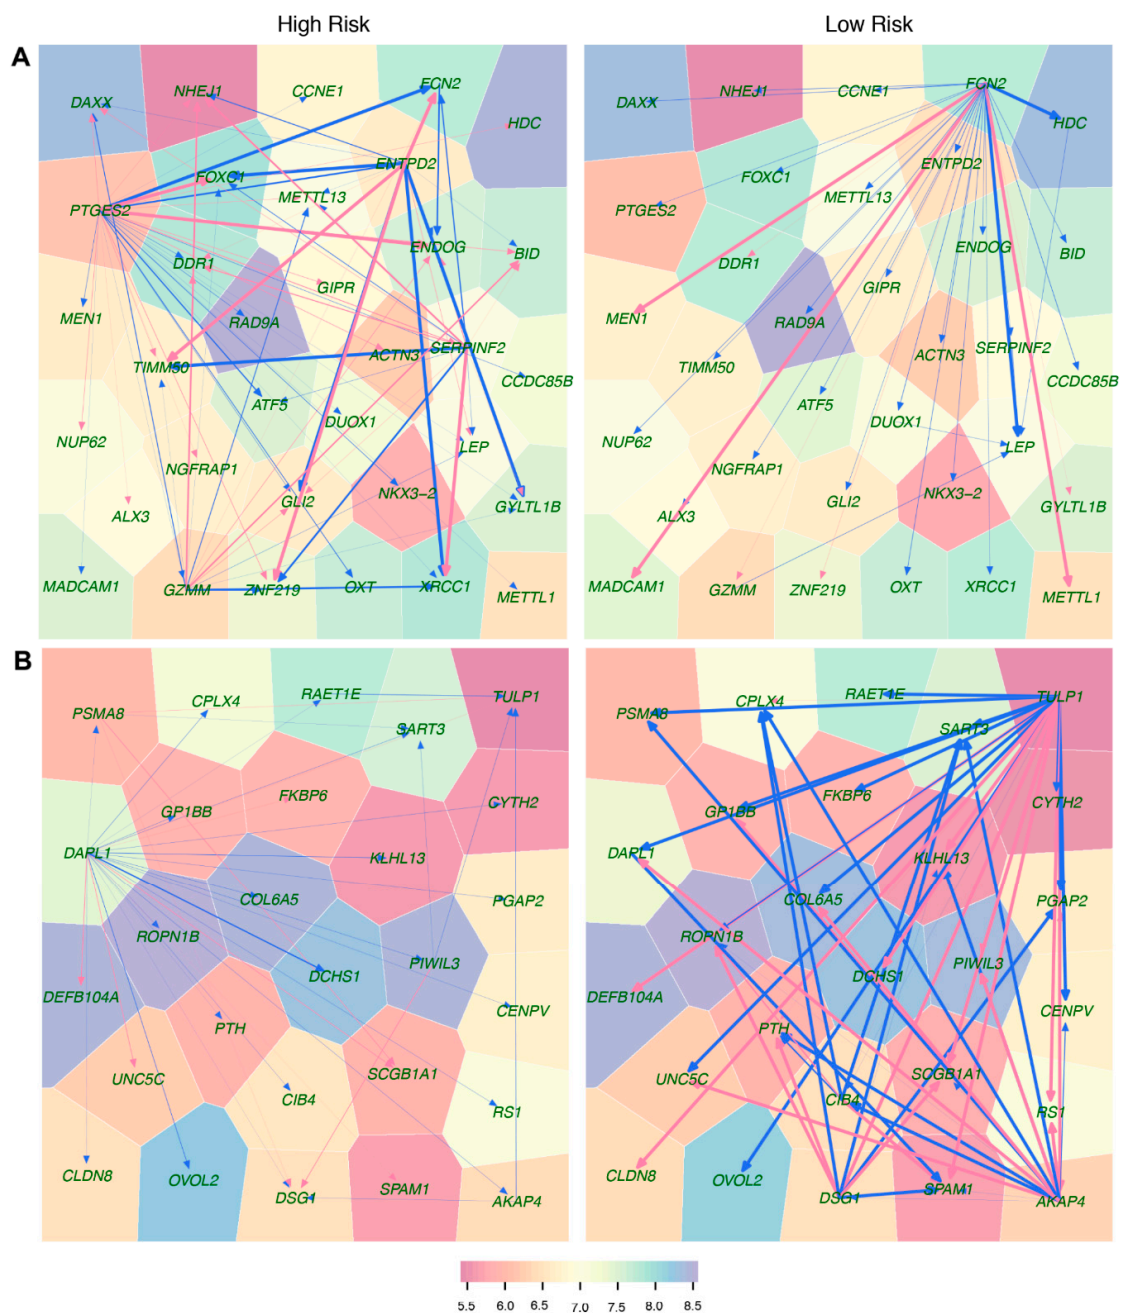 High Risk
Low Risk
A
DAXX
NHEJ1
CCNE1
FCN2
HDC
FOXC1
ENTPD2
METTL13
PTGES2
DDR1
ENDOG
BID
GIPR
MEN1
RAD9A
TIMM50
ACTN3
SERPINF2
CCDC85B
ATF5
DUOX1
NUP62
NGFRAP1
LEP
GLI2
NKX3-2
GYLTL1B
ALX3
MADCAM1
GZMM
ZNF219
OXT
XRCC1
METTL1
DAXX
NHEJ1
CCNE1
FCN2
HDC
FOXC1
ENTPD2
METTL13
PTGES2
DDR1
ENDOG
BID
GIPR
MEN1
RAD9A
TIMM50
ACTN3
SERPINF2
CCDC85B
ATF5
DUOX1
NUP62
NGFRAP1
LEP
GLI2
NKX3-2
GYLTL1B
ALX3
MADCAM1
GZMM
ZNF219
OXT
XRCC1
METTL1
B
PSMA8
CPLX4
RAET1E
TULP1
SART3
GP1BB
FKBP6
CYTH2
DARL1
KLHL13
COL6A5
PGAP2
ROPN1B
DCHS1
PIWIL3
DEFB104A
PTH
CENPV
UNC5C
CIB4
SCGB1A1
RS1
CLDN8
OVOL2
DSG1
SPAM1
AKAP4
PSMA8
CPLX4
RAET1E
TULP1
SART3
GP1BB
FKBP6
CYTH2
DARL1
KLHL13
COL6A5
PGAP2
ROPN1B
DCHS1
PIWIL3
DEFB104A
PTH
CENPV
UNC5C
CIB4
SCGB1A1
RS1
CLDN8
OVOL2
DSG1
SPAM1
AKAP4
5.5 6.0 6.5 7.0 7.5 8.0 8.5